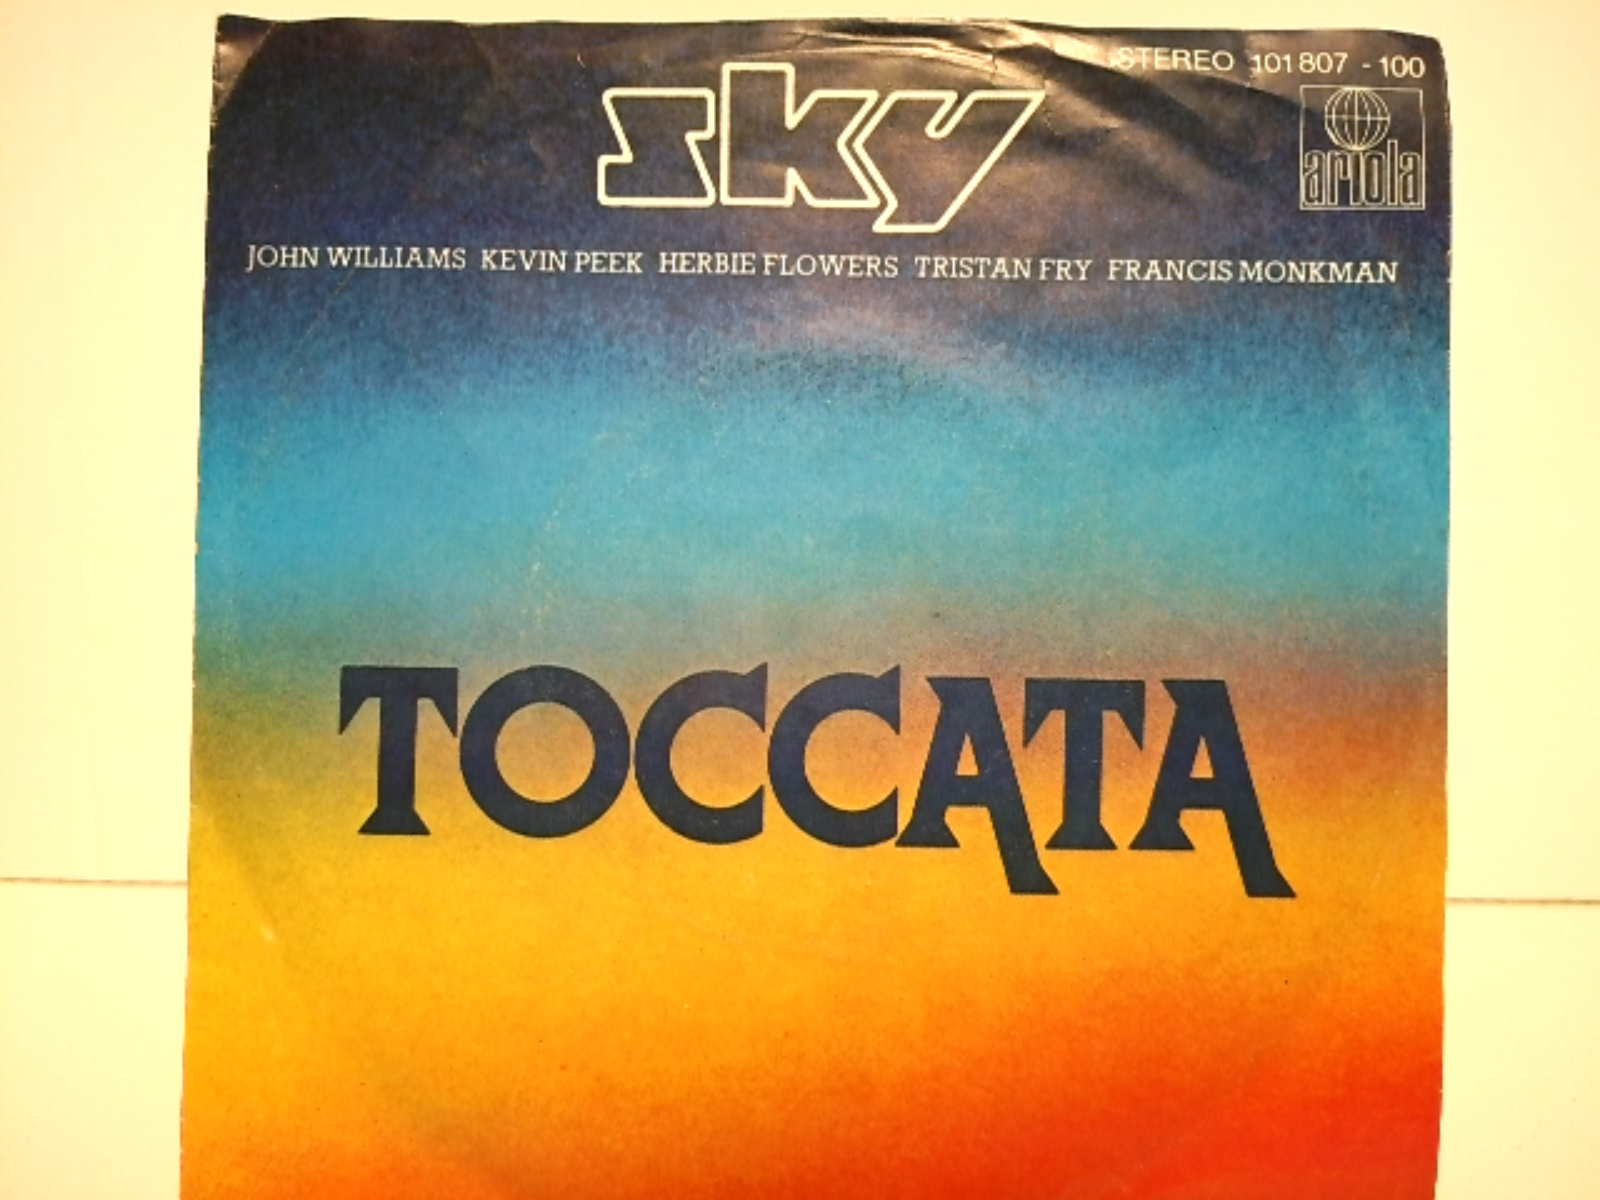 STEREO 101 807 - 100
sky
ariola
JOHN WILLIAMS KEVIN PEEK HERBIE FLOWERS TRISTAN FRY FRANCIS MONKMAN
TOCCATA